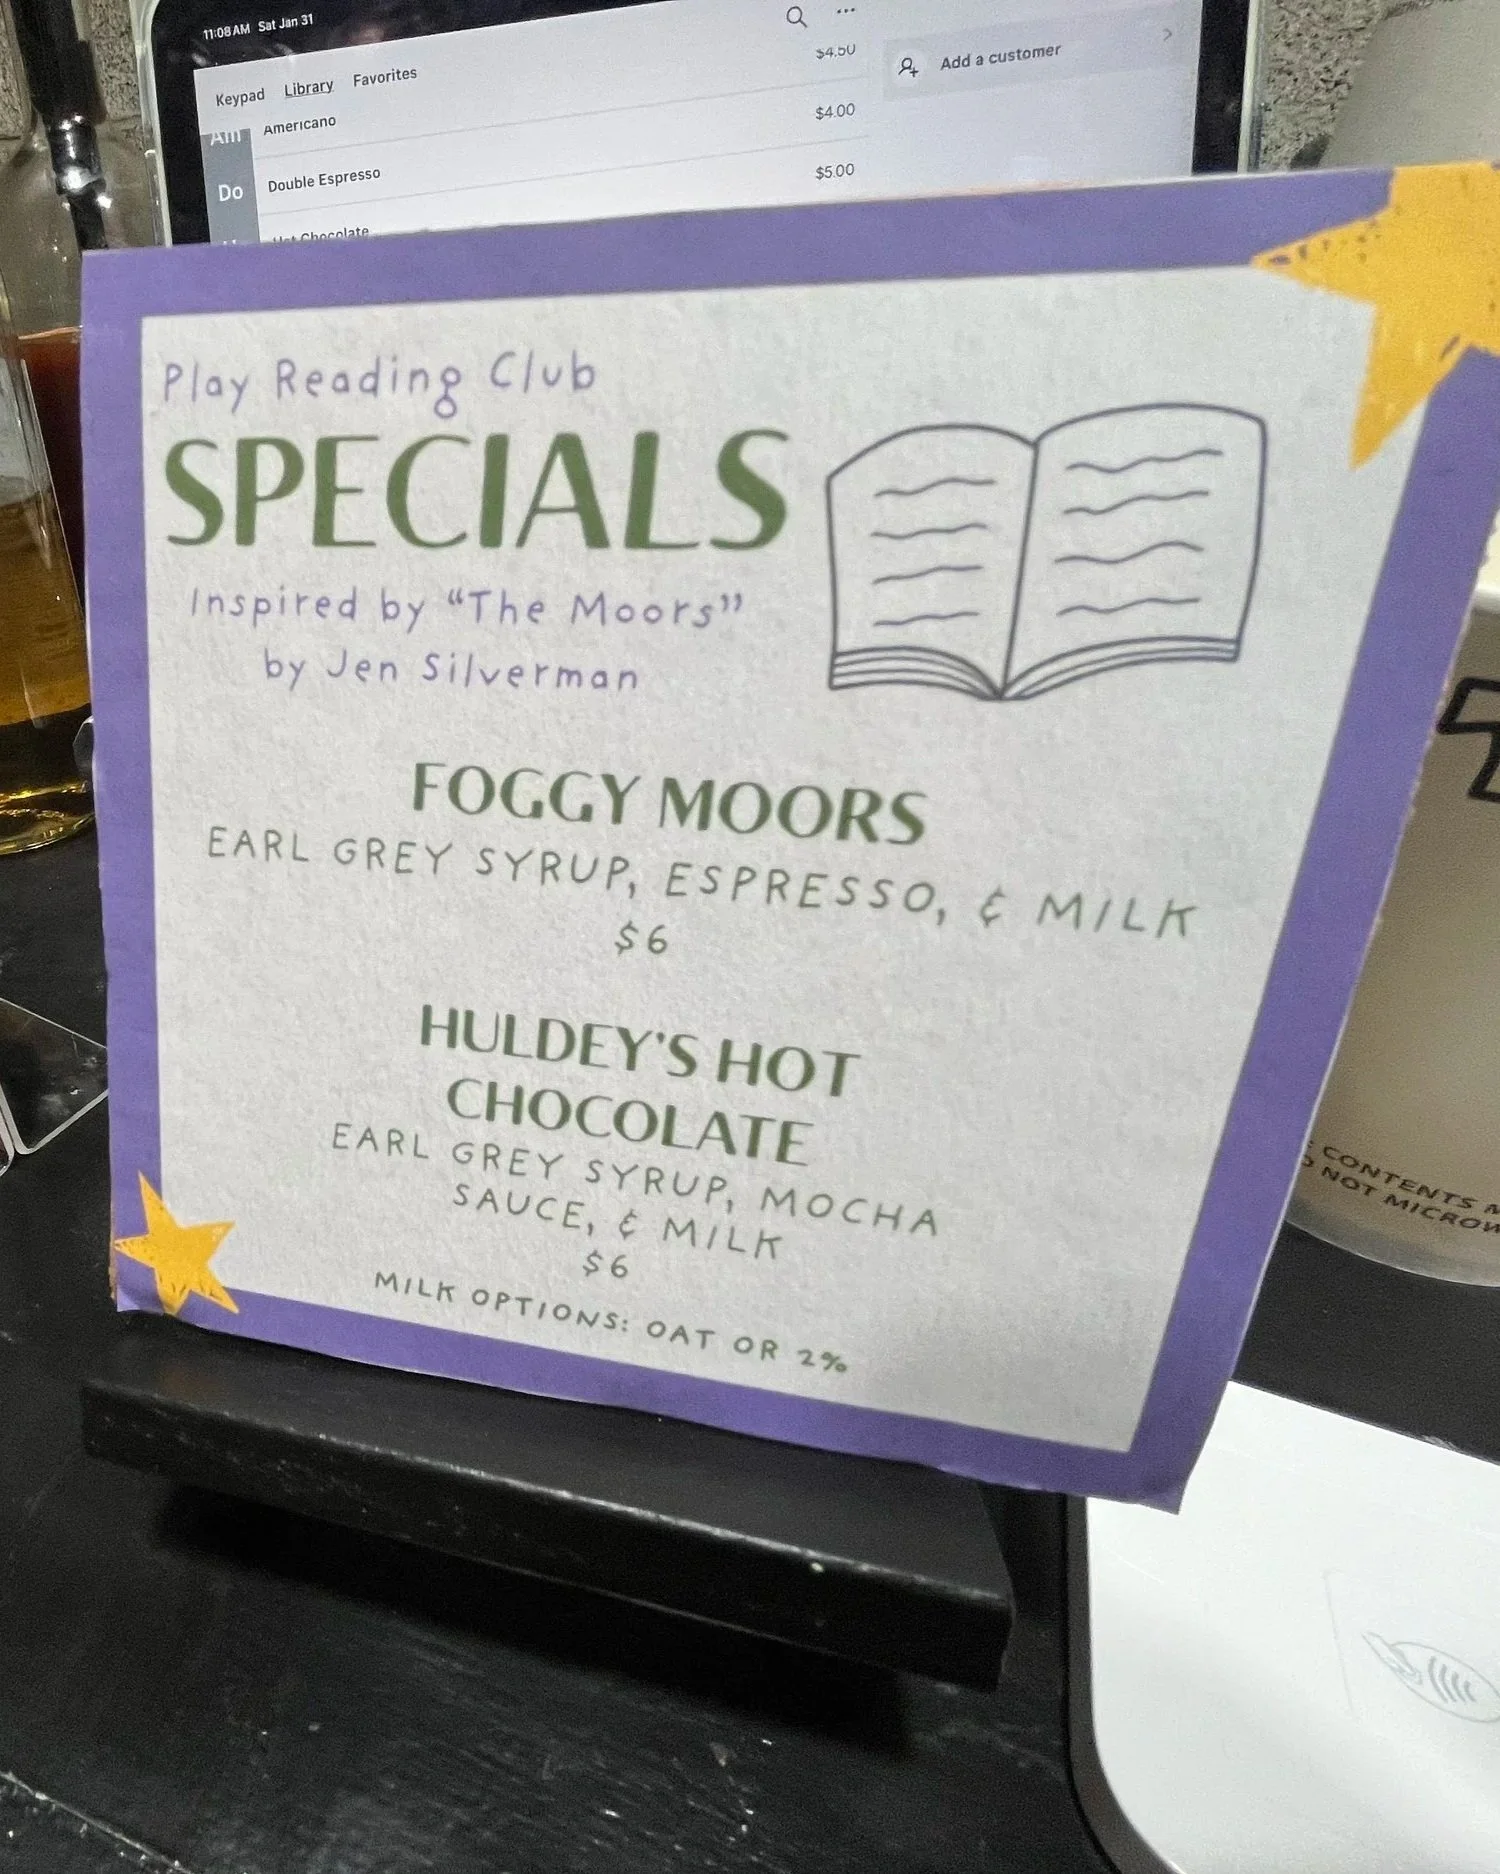 11:08 AM Sat Jan 31
Keypad Library Favorites
$4.50
Add a customer
Am Americano $4.00
Do Double Espresso $5.00
Hot Chocolate
Play Reading Club
SPECIALS
Inspired by “The Moors”
by Jen Silverman
FOGGY MOORS
EARL GREY SYRUP, ESPRESSO, & MILK
$6
HULDEY'S HOT
CHOCOLATE
EARL GREY SYRUP, MOCHA
SAUCE, & MILK
$6
MILK OPTIONS: OAT OR 2%
CONTENTS
NOT